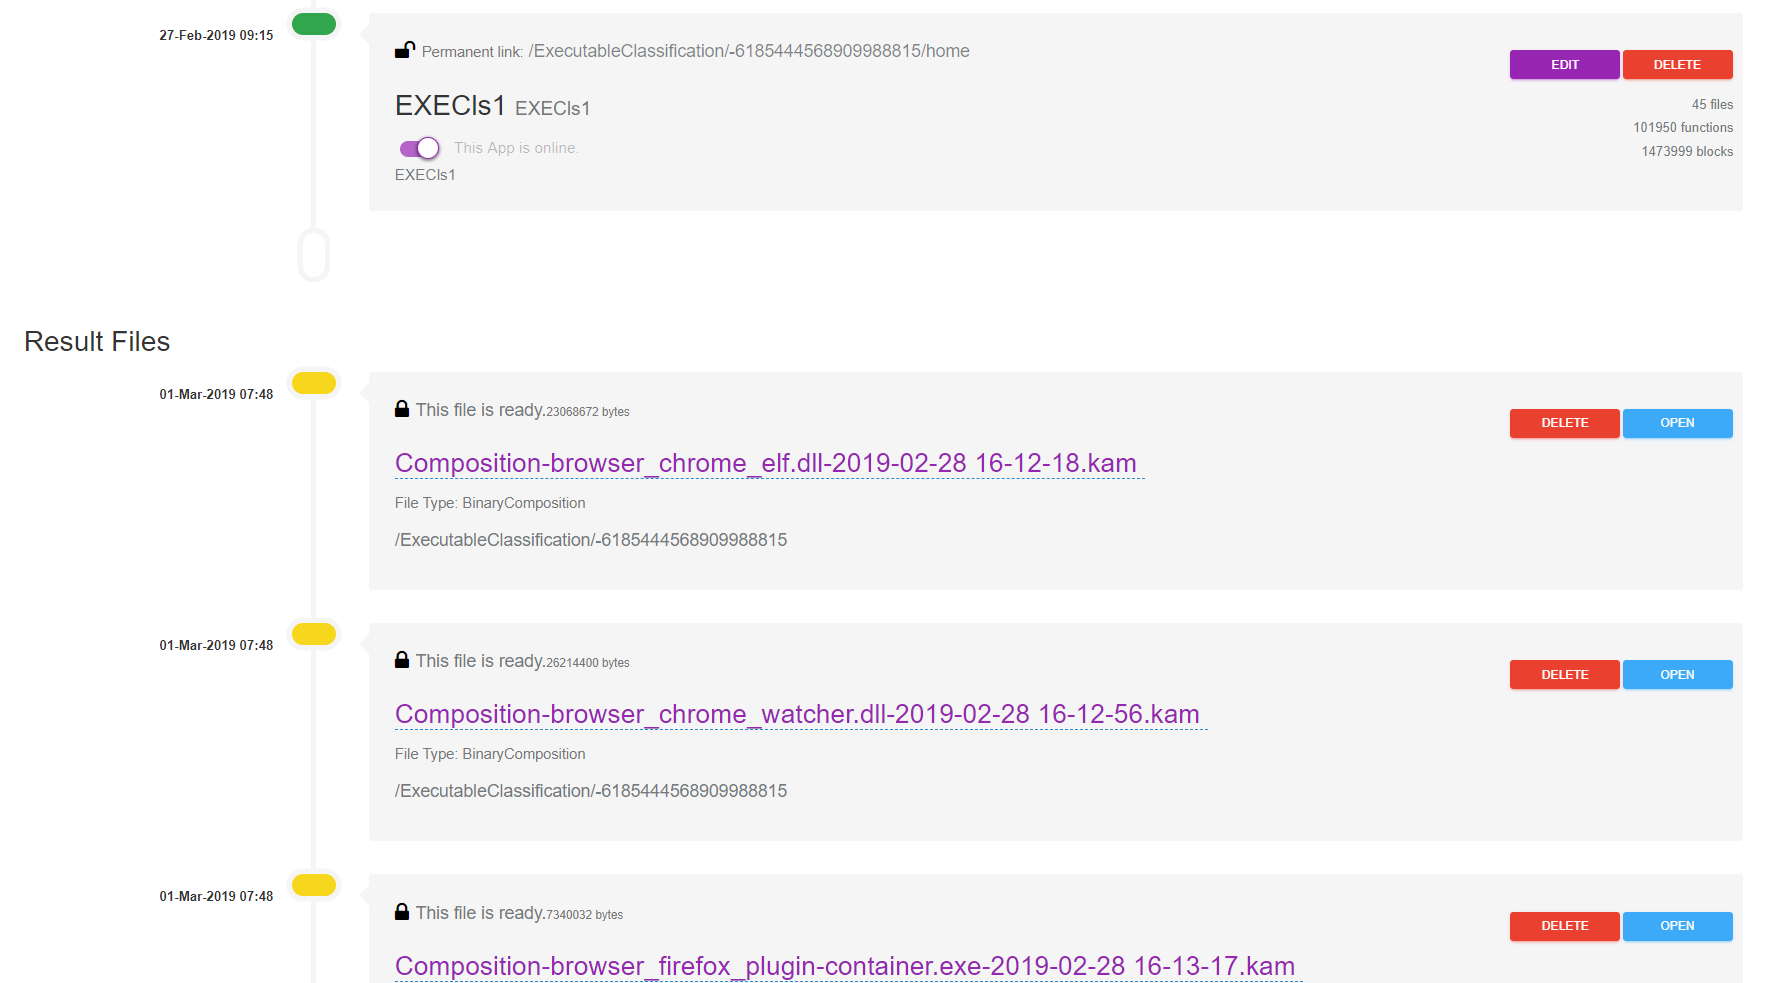 27-Feb-2019 09:15
Permanent link: /ExecutableClassification/-6185444568909988815/home
EDIT
DELETE
EXECls1 EXECls1
45 files
101950 functions
This App is online.
1473999 blocks
EXECls1
Result Files
01-Mar-2019 07:48
This file is ready.23068672 bytes
DELETE
OPEN
Composition-browser_chrome_elf.dll-2019-02-28 16-12-18.kam
File Type: BinaryComposition
/ExecutableClassification/-6185444568909988815
01-Mar-2019 07:48
This file is ready.26214400 bytes
DELETE
OPEN
Composition-browser_chrome_watcher.dll-2019-02-28 16-12-56.kam
File Type: BinaryComposition
/ExecutableClassification/-6185444568909988815
01-Mar-2019 07:48
This file is ready.7340032 bytes
DELETE
OPEN
Composition-browser_firefox_plugin-container.exe-2019-02-28 16-13-17.kam